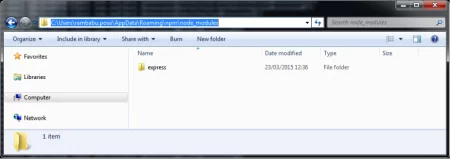 C:\Users\rambabu.posa\AppData\Roaming\npm\node_modules
Search node_modules
Organize
Include in library
Share with
Burn
New folder
Favorites
Libraries
Computer
Network
Name
Date modified
Type
Size
express
23/03/2015 12:36
File folder
1 item